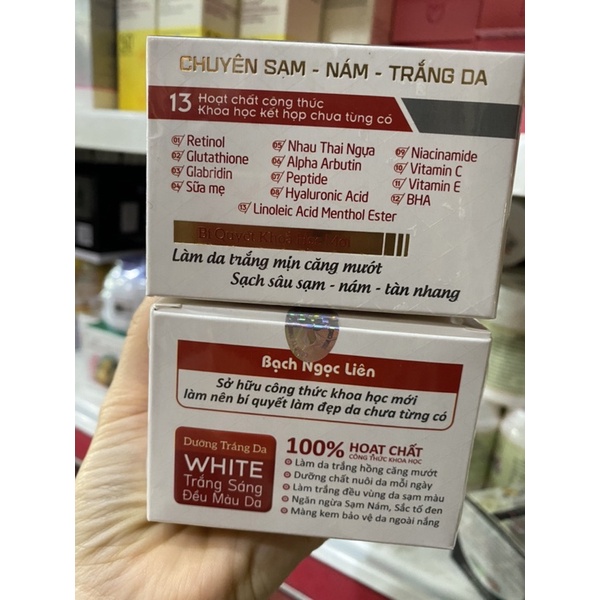 CHUYÊN SẠM - NÁM - TRẮNG DA
13 Hoạt chất công thức
Khoa học kết hợp chưa từng có
01 Retinol
02 Glutathione
03 Glabridin
04 Sữa mẹ
05 Nhau Thai Ngựa
06 Alpha Arbutin
07 Peptide
08 Hyaluronic Acid
09 Niacinamide
10 Vitamin C
11 Vitamin E
12 BHA
13 Linoleic Acid Menthol Ester
Bí Quyết Khoa
Làm da trắng mịn căng mướt
Sạch sâu sạm - nám - tàn nhang
Bạch Ngọc Liên
Sở hữu công thức khoa học mới
làm nên bí quyết làm đẹp da chưa từng có
Dưỡng Trắng Da
WHITE
Trắng Sáng
Đều Màu Da
100% HOẠT CHẤT
CÔNG THỨC KHOA HỌC
Làm da trắng hồng căng mướt
Dưỡng chất nuôi da mỗi ngày
Làm trắng đều vùng da sạm màu
Ngăn ngừa Sạm Nám, Sắc tố đen
Màng kem bảo vệ da ngoài nắng